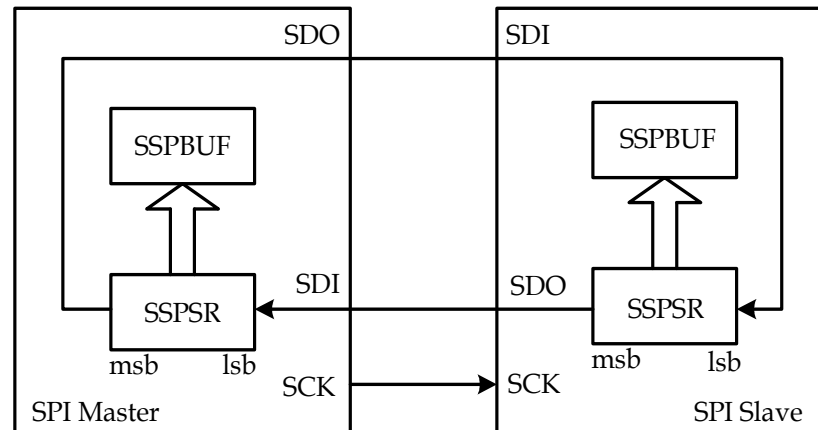 SDO
SDI
SSPBUF
SSPBUF
SDI
SDO
SSPSR
SSPSR
msb
lsb
msb
lsb
SCK
SCK
SPI Master
SPI Slave